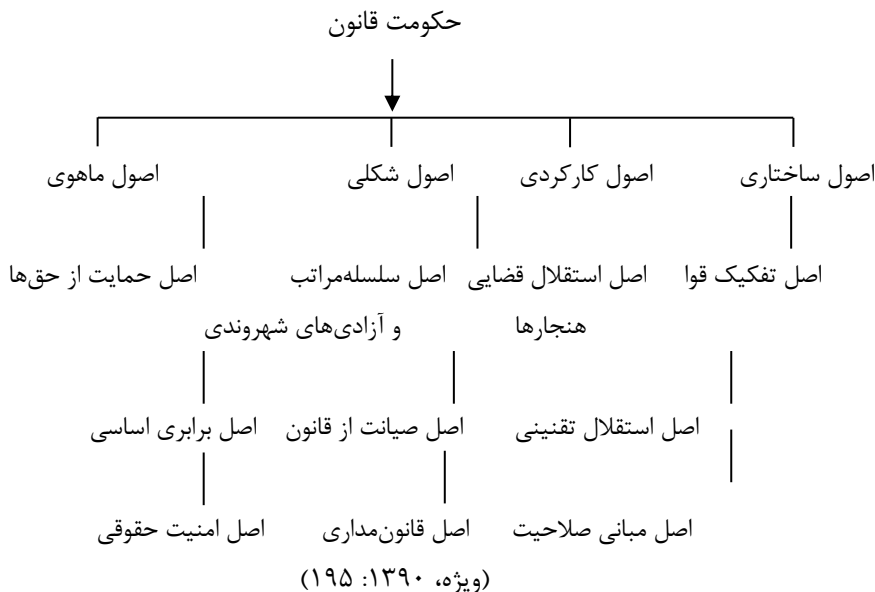 حکومت قانون
اصول ساختاری اصول کارکردی اصول شکلی اصول ماهوی
اصل تفکیک قوا اصل استقلال قضایی اصل سلسله‌مراتب اصل حمایت از حق‌ها
هنجارها و آزادی‌های شهروندی
اصل استقلال تقنینی اصل صیانت از قانون اصل برابری اساسی
اصل مبانی صلاحیت اصل قانون‌مداری اصل امنیت حقوقی
(ویژه، ۱۳۹۰: ۱۹۵)